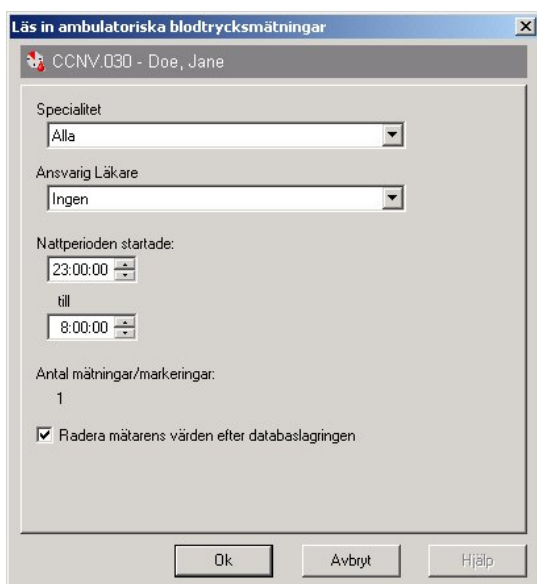 Läs in ambulatoriska blodtrycksmätningar
CCNV.030 - Doe, Jane
Specialitet
Alla
Ansvarig Läkare
Ingen
Nattperioden startade:
23:00:00
till
8:00:00
Antal mätningar/markeringar:
1
Radera mätarens värden efter databaslagringen
Ok Avbryt Hjälp